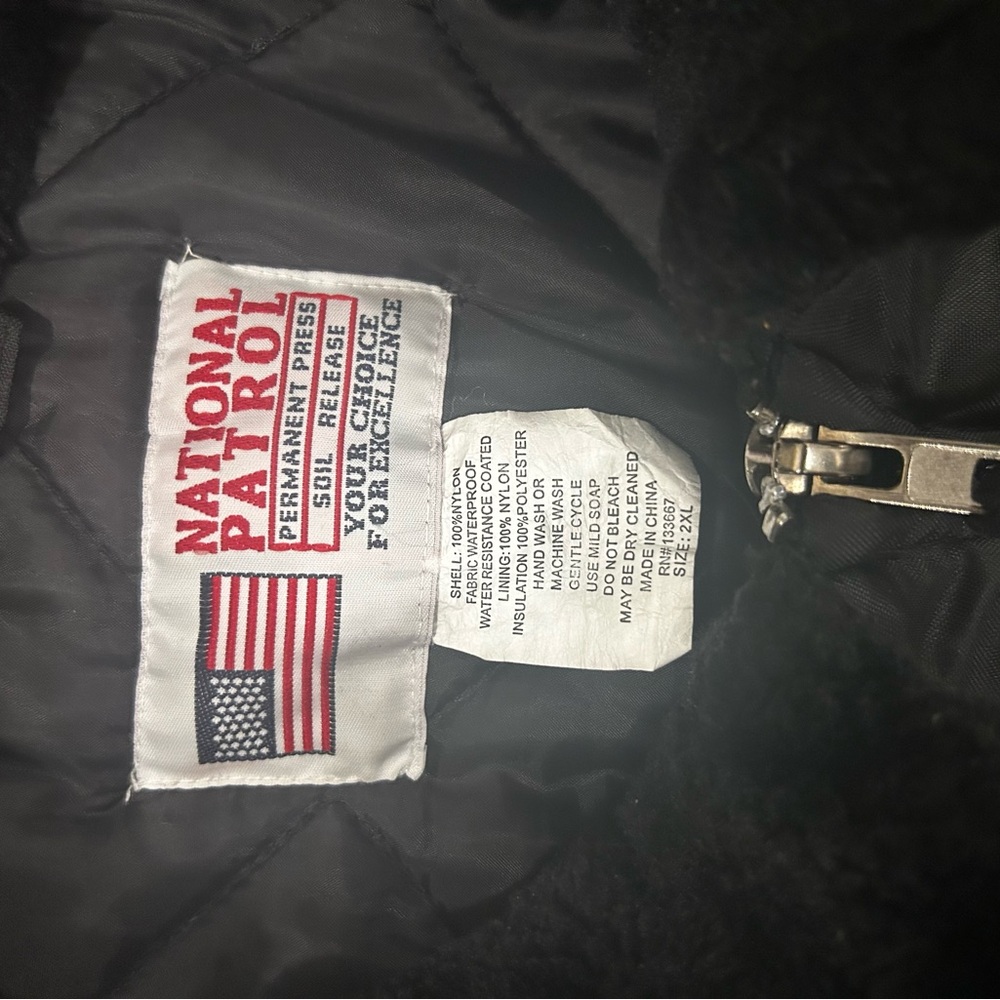 NATIONAL
PATROL
PERMANENT PRESS
SOIL RELEASE
YOUR CHOICE
FOR EXCELLENCE
SHELL: 100%NYLON
FABRIC WATERPROOF
WATER RESISTANCE COATED
LINING:100% NYLON
INSULATION 100%POLYESTER
HAND WASH OR
MACHINE WASH
GENTLE CYCLE
USE MILD SOAP
DO NOT BLEACH
MAY BE DRY CLEANED
MADE IN CHINA
RN#133667
SIZE: 2XL